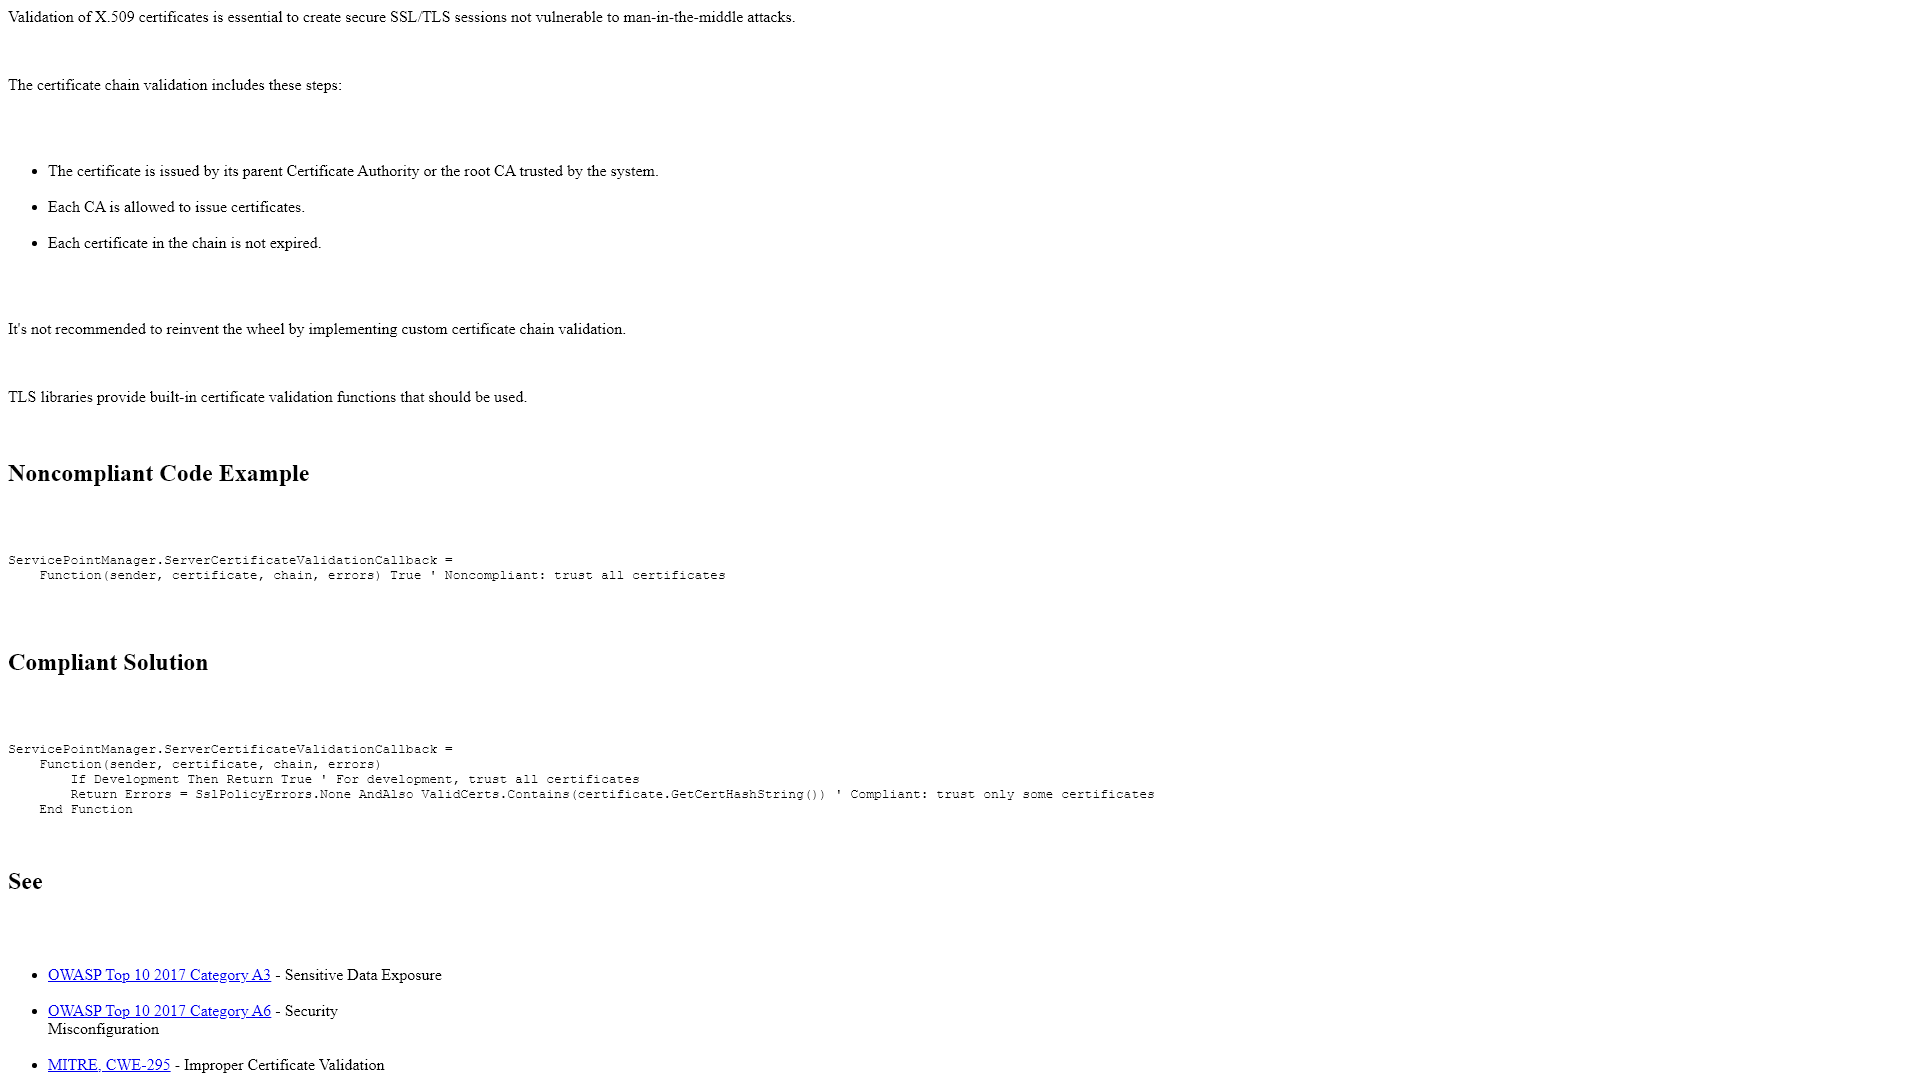 Validation of X.509 certificates is essential to create secure SSL/TLS sessions not vulnerable to man-in-the-middle attacks.
The certificate chain validation includes these steps:
• The certificate is issued by its parent Certificate Authority or the root CA trusted by the system.
• Each CA is allowed to issue certificates.
• Each certificate in the chain is not expired.
It's not recommended to reinvent the wheel by implementing custom certificate chain validation.
TLS libraries provide built-in certificate validation functions that should be used.
Noncompliant Code Example
ServicePointManager.ServerCertificateValidationCallback =
    Function(sender, certificate, chain, errors) True ' Noncompliant: trust all certificates
Compliant Solution
ServicePointManager.ServerCertificateValidationCallback =
    Function(sender, certificate, chain, errors)
        If Development Then Return True ' For development, trust all certificates
        Return Errors = SslPolicyErrors.None AndAlso ValidCerts.Contains(certificate.GetCertHashString()) ' Compliant: trust only some certificates
    End Function
See
• OWASP Top 10 2017 Category A3 - Sensitive Data Exposure
• OWASP Top 10 2017 Category A6 - Security
Misconfiguration
• MITRE, CWE-295 - Improper Certificate Validation